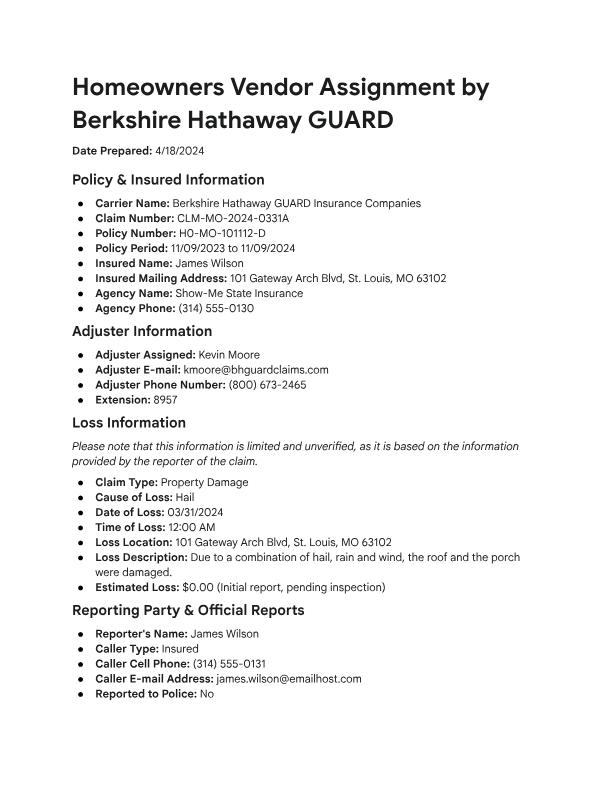 Homeowners Vendor Assignment by
Berkshire Hathaway GUARD
Date Prepared: 4/18/2024
Policy & Insured Information
● Carrier Name: Berkshire Hathaway GUARD Insurance Companies
● Claim Number: CLM-MO-2024-0331A
● Policy Number: H0-MO-101112-D
● Policy Period: 11/09/2023 to 11/09/2024
● Insured Name: James Wilson
● Insured Mailing Address: 101 Gateway Arch Blvd, St. Louis, MO 63102
● Agency Name: Show-Me State Insurance
● Agency Phone: (314) 555-0130
Adjuster Information
● Adjuster Assigned: Kevin Moore
● Adjuster E-mail: kmoore@bhguardclaims.com
● Adjuster Phone Number: (800) 673-2465
● Extension: 8957
Loss Information
Please note that this information is limited and unverified, as it is based on the information
provided by the reporter of the claim.
● Claim Type: Property Damage
● Cause of Loss: Hail
● Date of Loss: 03/31/2024
● Time of Loss: 12:00 AM
● Loss Location: 101 Gateway Arch Blvd, St. Louis, MO 63102
● Loss Description: Due to a combination of hail, rain and wind, the roof and the porch
were damaged.
● Estimated Loss: $0.00 (Initial report, pending inspection)
Reporting Party & Official Reports
● Reporter's Name: James Wilson
● Caller Type: Insured
● Caller Cell Phone: (314) 555-0131
● Caller E-mail Address: james.wilson@emailhost.com
● Reported to Police: No